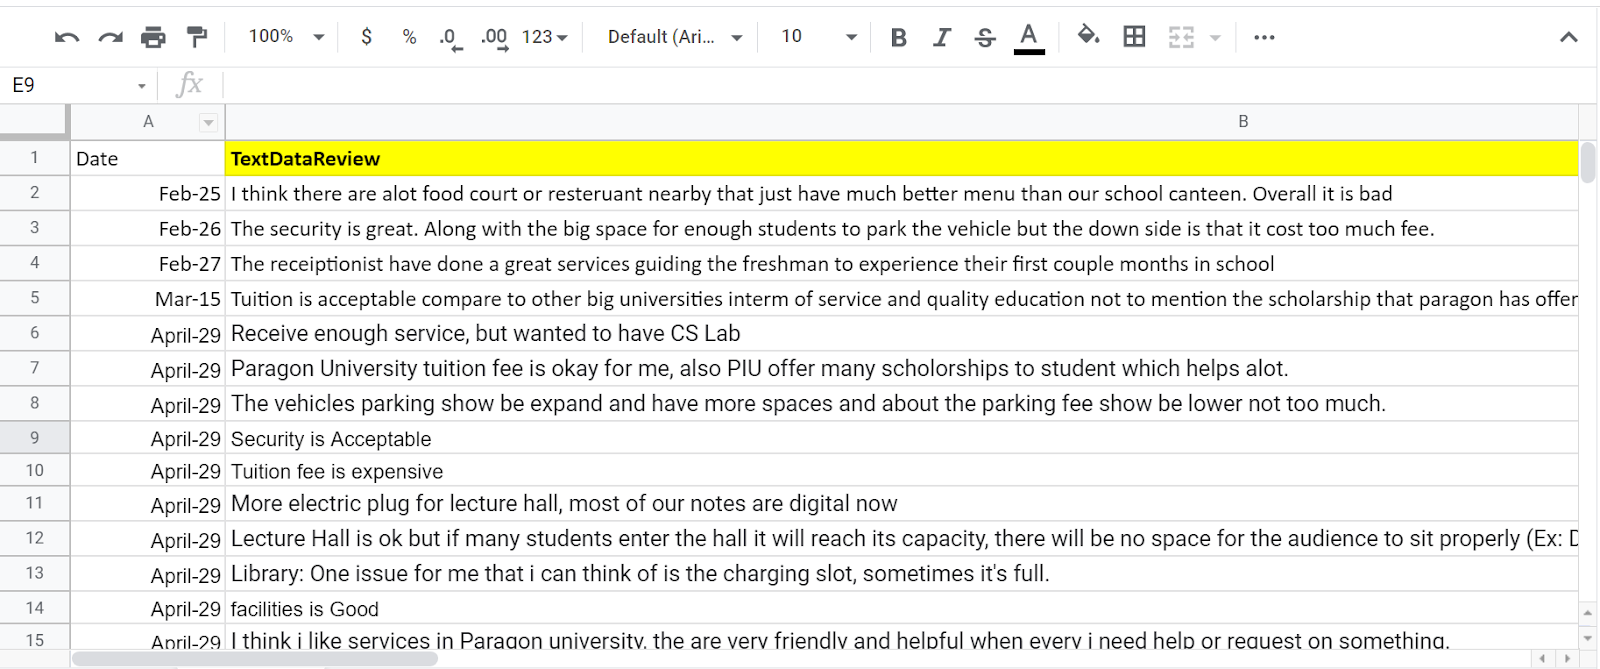 100% $ % .0 .00 123 Default (Ari... 10 B I S A
E9 fx
A B
1 Date TextDataReview
2 Feb-25 I think there are alot food court or resteruant nearby that just have much better menu than our school canteen. Overall it is bad
3 Feb-26 The security is great. Along with the big space for enough students to park the vehicle but the down side is that it cost too much fee.
4 Feb-27 The receiptionist have done a great services guiding the freshman to experience their first couple months in school
5 Mar-15 Tuition is acceptable compare to other big universities interm of service and quality education not to mention the scholarship that paragon has offer
6 April-29 Receive enough service, but wanted to have CS Lab
7 April-29 Paragon University tuition fee is okay for me, also PIU offer many scholorships to student which helps alot.
8 April-29 The vehicles parking show be expand and have more spaces and about the parking fee show be lower not too much.
9 April-29 Security is Acceptable
10 April-29 Tuition fee is expensive
11 April-29 More electric plug for lecture hall, most of our notes are digital now
12 April-29 Lecture Hall is ok but if many students enter the hall it will reach its capacity, there will be no space for the audience to sit properly (Ex: D
13 April-29 Library: One issue for me that i can think of is the charging slot, sometimes it's full.
14 April-29 facilities is Good
15 April-29 I think i like services in Paragon university, the are very friendly and helpful when every i need help or request on something.